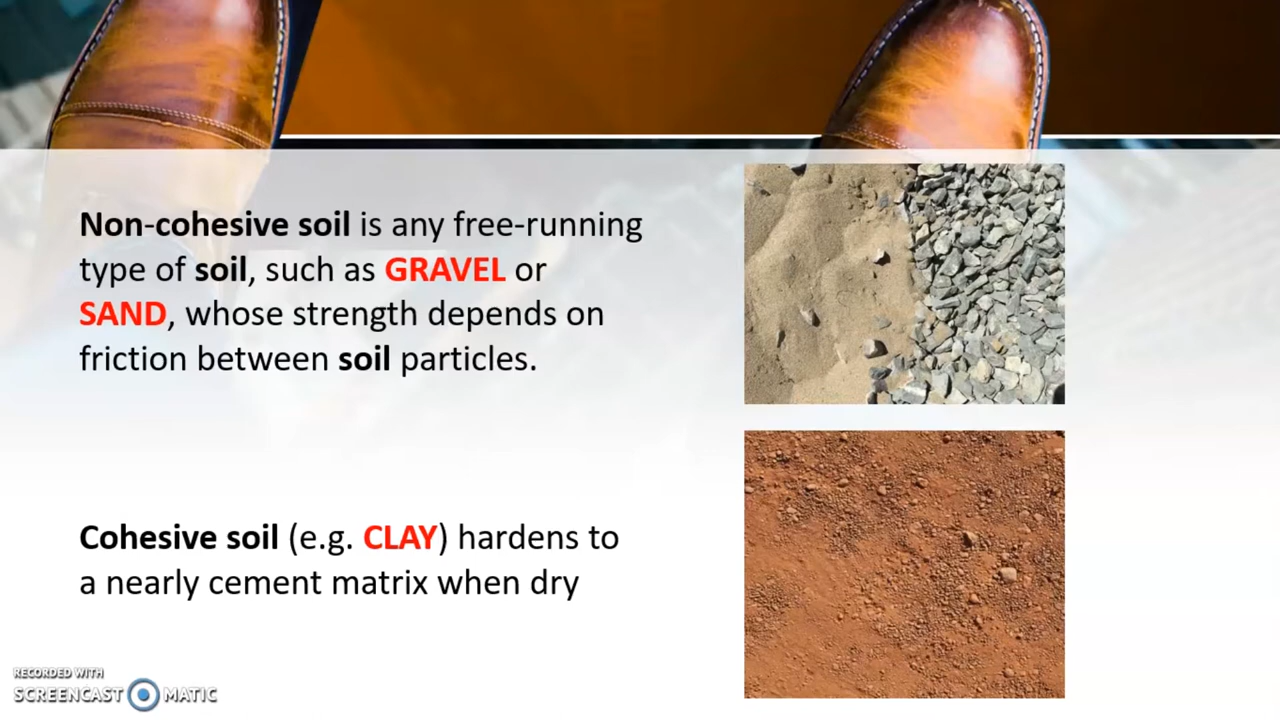 Non-cohesive soil is any free-running
type of soil, such as GRAVEL or
SAND, whose strength depends on
friction between soil particles.
Cohesive soil (e.g. CLAY) hardens to
a nearly cement matrix when dry
RECORDED WITH
SCREENCAST MATIC